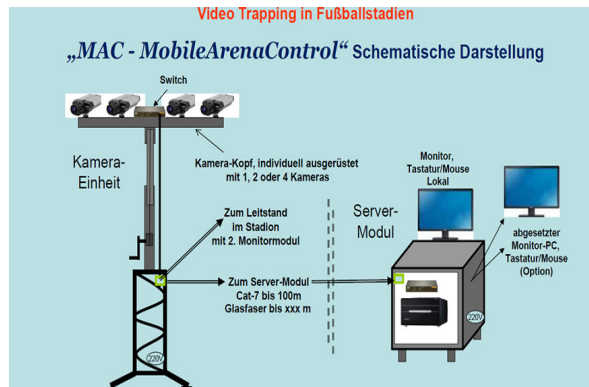 Video Trapping in Fußballstadien
„MAC - MobileArenaControl“ Schematische Darstellung
Switch
Kamera-
Einheit
Kamera-Kopf, individuell ausgerüstet
mit 1, 2 oder 4 Kameras
Monitor,
Tastatur/Mouse
Lokal
Zum Leitstand
im Stadion
mit 2. Monitormodul
Server-
Modul
abgesetzter
Monitor-PC,
Tastatur/Mouse
(Option)
Zum Server-Modul
Cat-7 bis 100m
Glasfaser bis xxx m
220V
220V